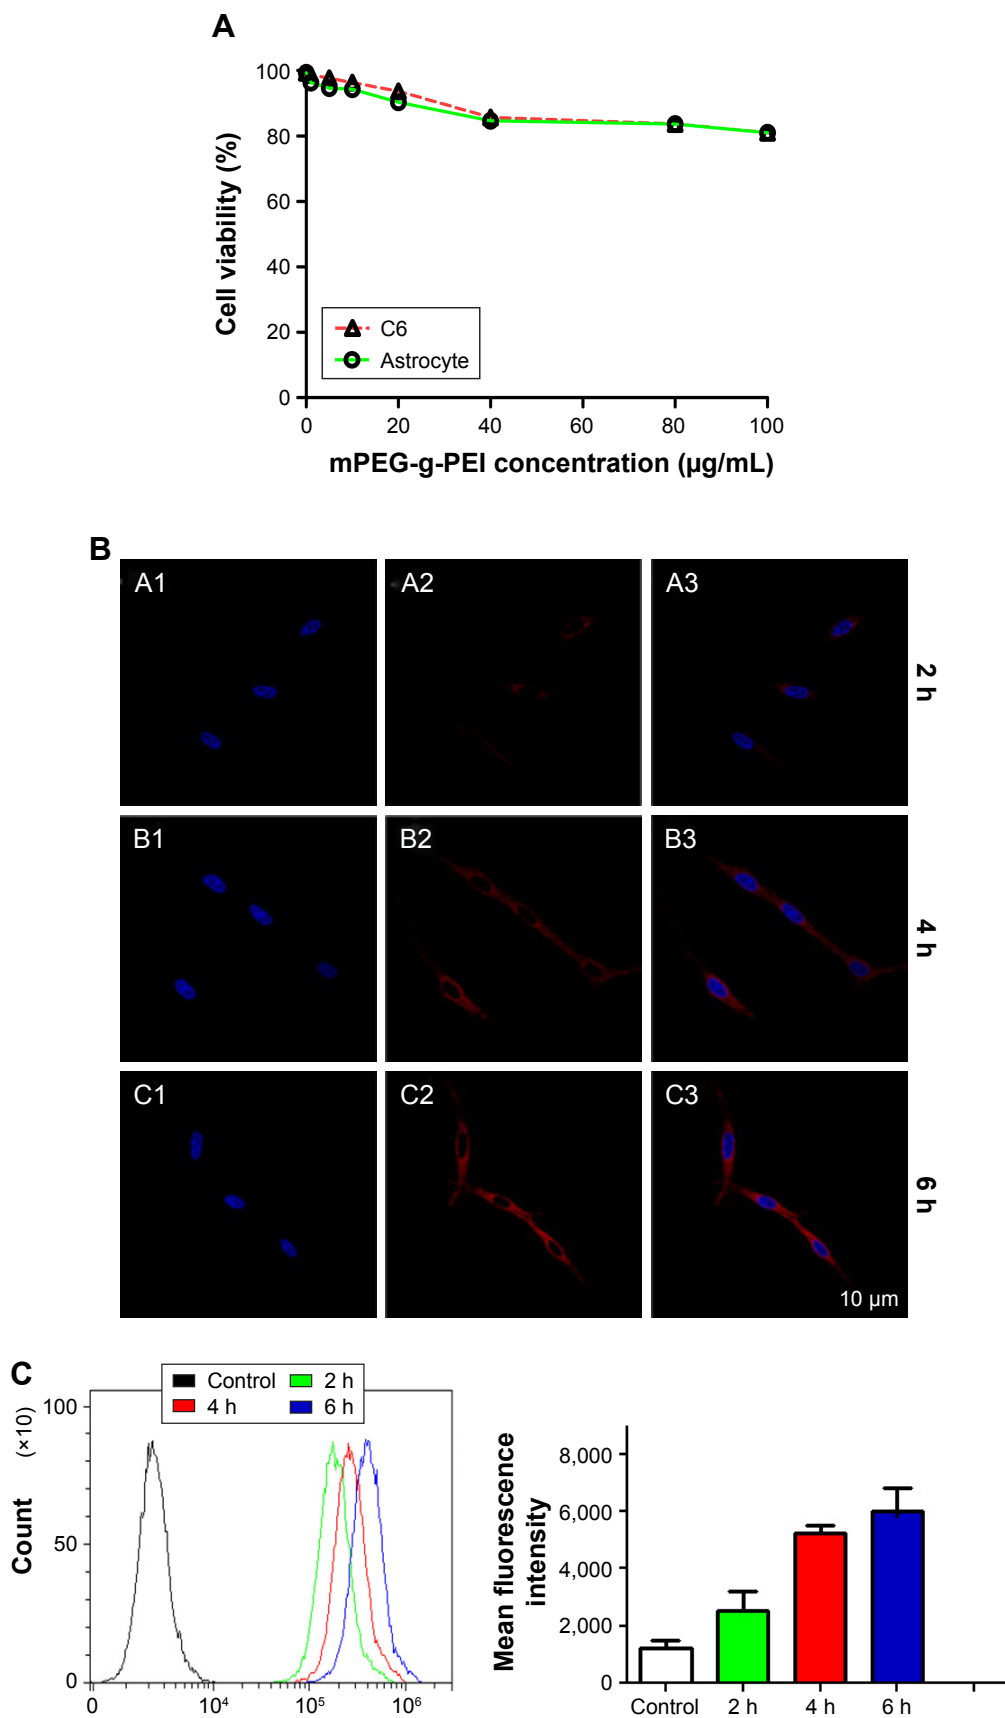 A
100
80
60
40
20
0
Cell viability (%)
C6
Astrocyte
0 20 40 60 80 100
mPEG-g-PEI concentration (µg/mL)
B
A1 A2 A3
2 h
B1 B2 B3
4 h
C1 C2 C3
6 h
10 µm
C
Control 2 h
4 h 6 h
100
50
0
(×10)
Count
0 10⁴ 10⁵ 10⁶
Mean fluorescence
intensity
8,000
6,000
4,000
2,000
0
Control 2 h 4 h 6 h